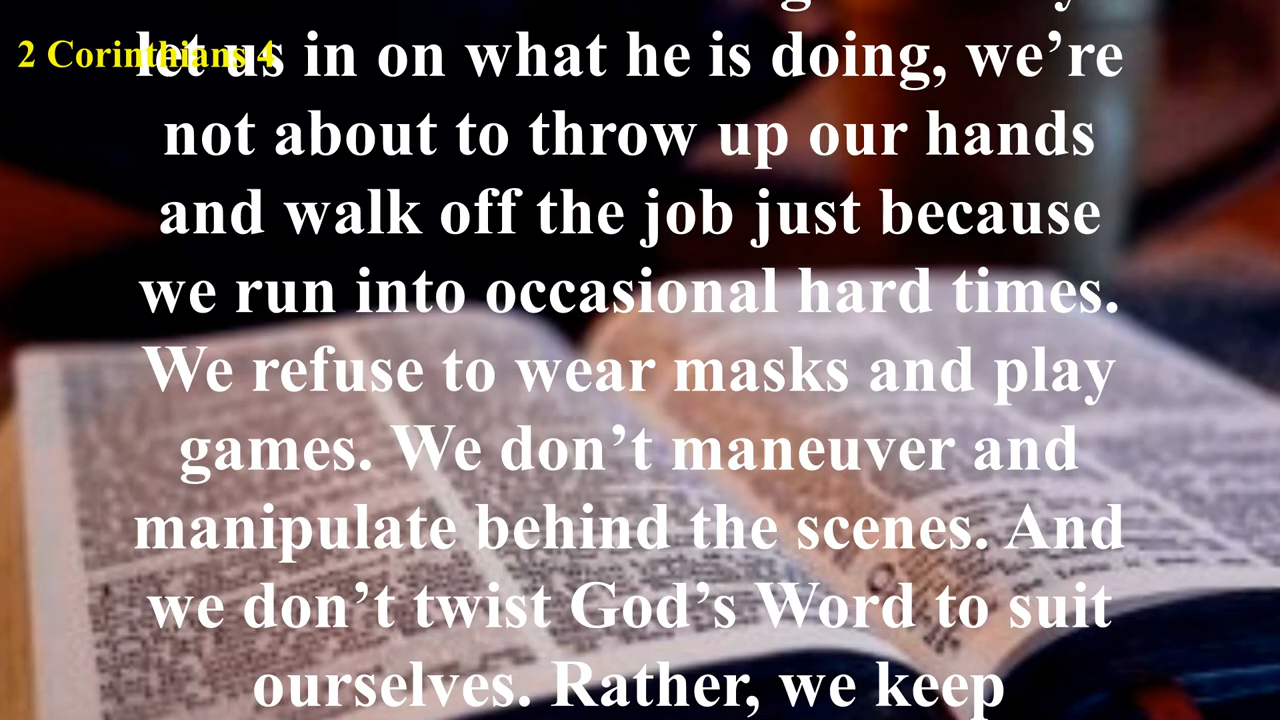 2 Corinthians 4
let us in on what he is doing, we’re
not about to throw up our hands
and walk off the job just because
we run into occasional hard times.
We refuse to wear masks and play
games. We don’t maneuver and
manipulate behind the scenes. And
we don’t twist God’s Word to suit
ourselves. Rather, we keep